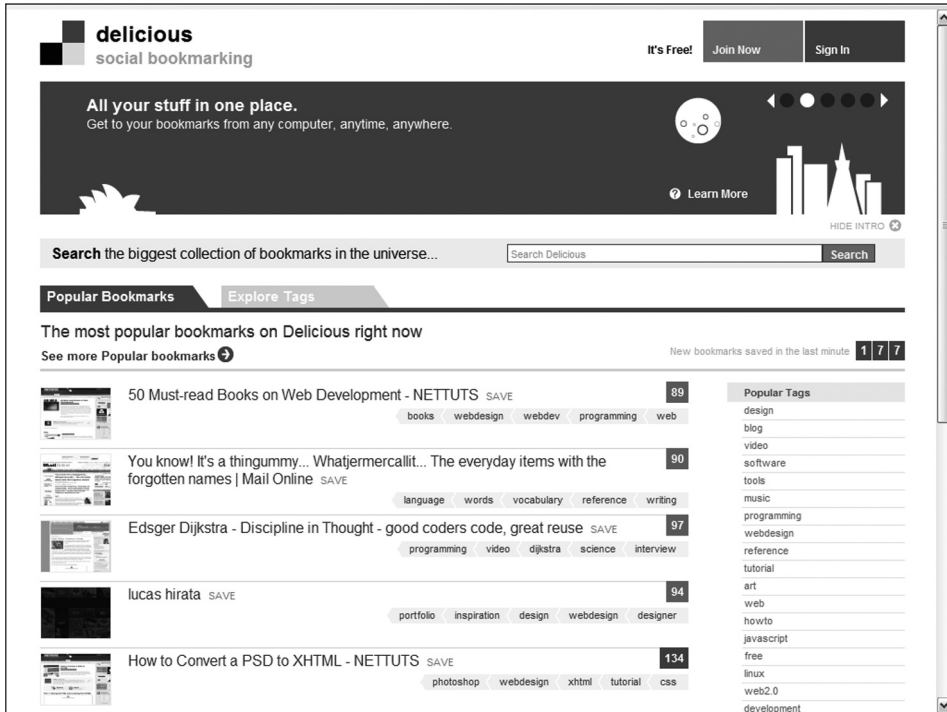 delicious
social bookmarking
It's Free!
Join Now
Sign In
All your stuff in one place.
Get to your bookmarks from any computer, anytime, anywhere.
? Learn More
HIDE INTRO
Search the biggest collection of bookmarks in the universe...
Search Delicious
Search
Popular Bookmarks
Explore Tags
The most popular bookmarks on Delicious right now
See more Popular bookmarks
New bookmarks saved in the last minute 1 7 7
50 Must-read Books on Web Development - NETTUTS SAVE
89
books webdesign webdev programming web
You know! It's a thingummy... Whatjermercallit... The everyday items with the
forgotten names | Mail Online SAVE
90
language words vocabulary reference writing
Edsger Dijkstra - Discipline in Thought - good coders code, great reuse SAVE
97
programming video dijkstra science interview
lucas hirata SAVE
94
portfolio inspiration design webdesign designer
How to Convert a PSD to XHTML - NETTUTS SAVE
134
photoshop webdesign xhtml tutorial css
Popular Tags
design
blog
video
software
tools
music
programming
webdesign
reference
tutorial
art
web
howto
javascript
free
linux
web2.0
development